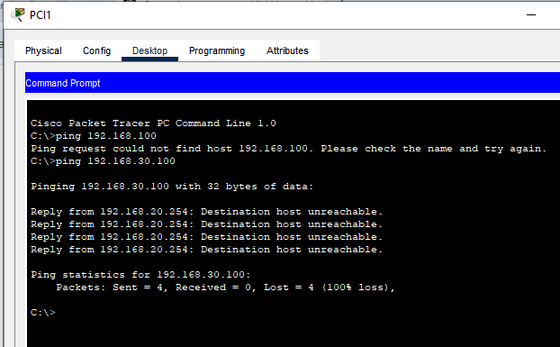 PCI1
Physical Config Desktop Programming Attributes
Command Prompt
Cisco Packet Tracer PC Command Line 1.0
C:\>ping 192.168.100
Ping request could not find host 192.168.100. Please check the name and try again.
C:\>ping 192.168.30.100
Pinging 192.168.30.100 with 32 bytes of data:
Reply from 192.168.20.254: Destination host unreachable.
Reply from 192.168.20.254: Destination host unreachable.
Reply from 192.168.20.254: Destination host unreachable.
Reply from 192.168.20.254: Destination host unreachable.
Ping statistics for 192.168.30.100:
Packets: Sent = 4, Received = 0, Lost = 4 (100% loss),
C:\>